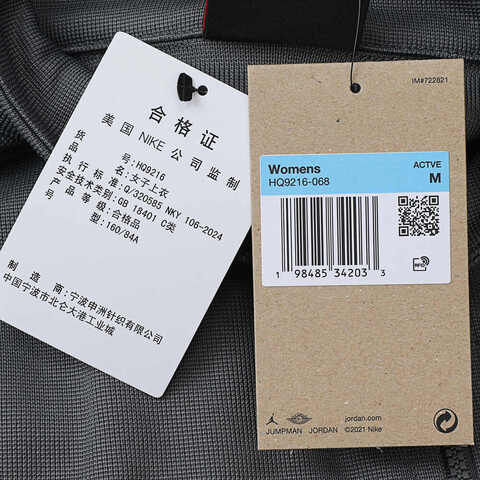 合格证
美国 NIKE 公司监制
货号: HQ9216
品名: 女子上衣
执行标准: Q/320585 NKY 106-2024
安全技术类别: GB 18401 C类
等级: 合格品
号型: 160/84A
制造商: 宁波申洲针织有限公司
中国宁波市北仑大港工业城
IM#722821
Womens
HQ9216-068
ACTVE
M
1 98485 34203 3
RFID
JUMPMAN JORDAN
jordan.com
©2021 Nike